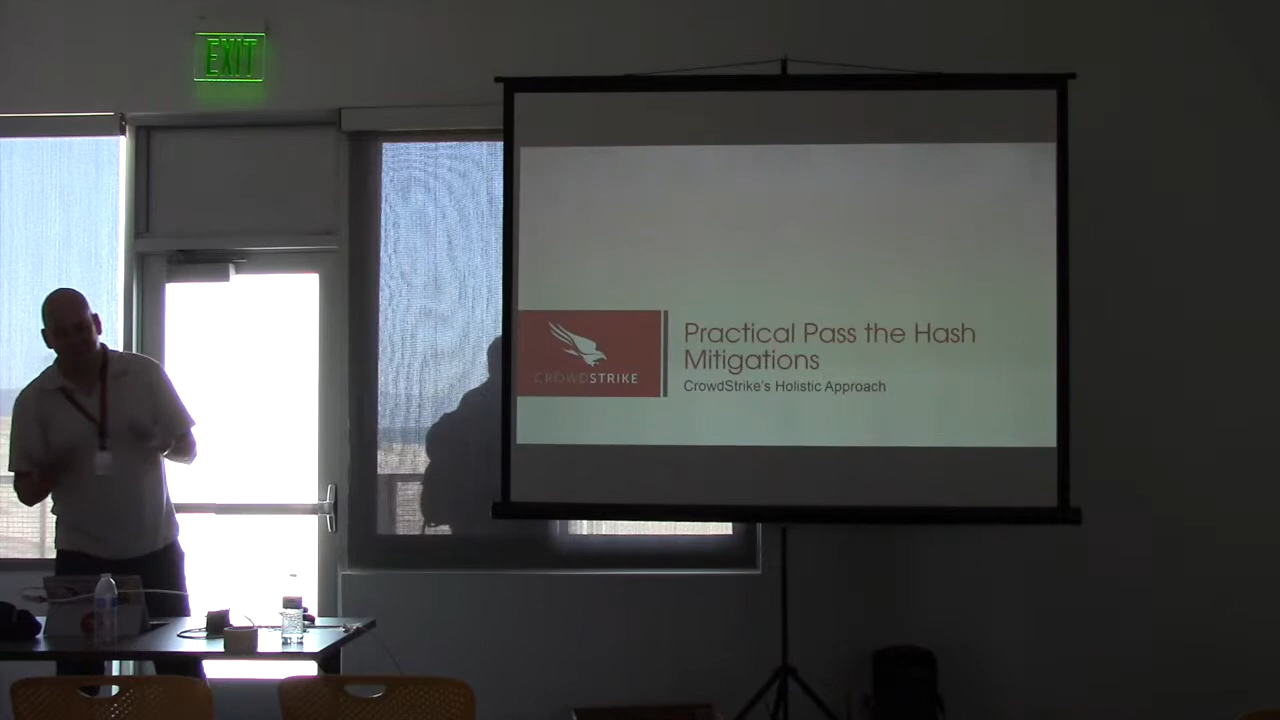 EXIT
Practical Pass the Hash
Mitigations
CrowdStrike's Holistic Approach
CROWDSTRIKE